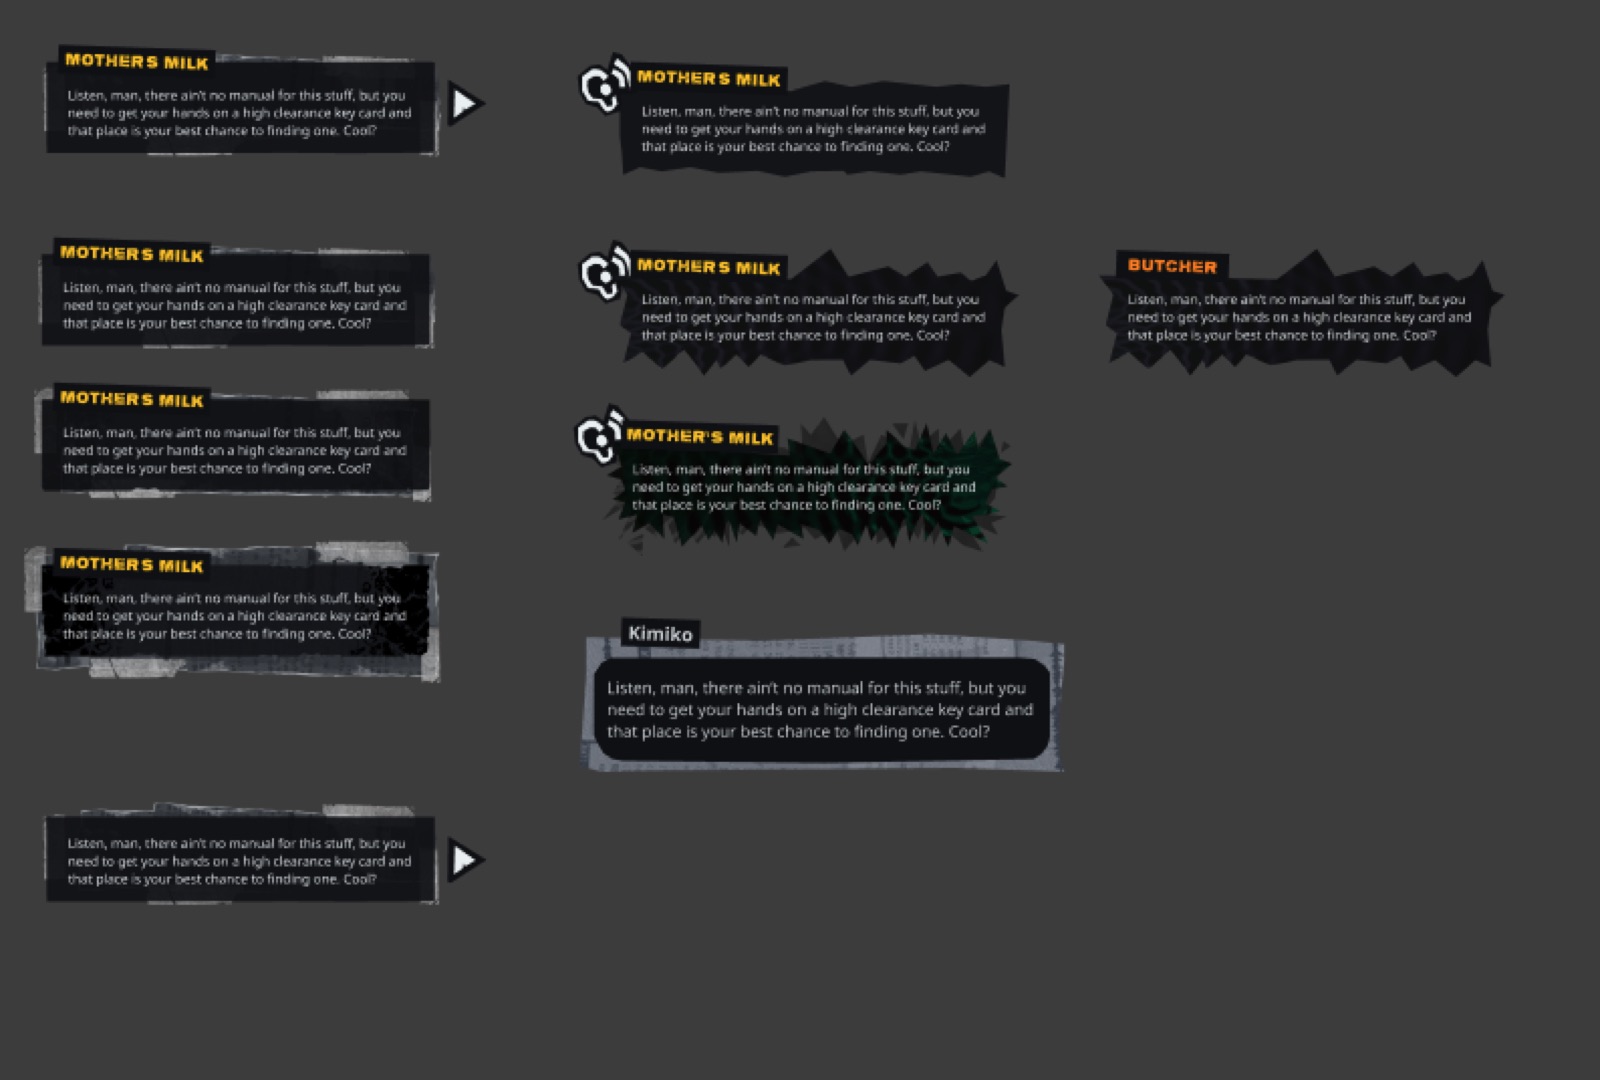 MOTHERS MILK
Listen, man, there ain't no manual for this stuff, but you
need to get your hands on a high clearance key card and
that place is your best chance to finding one. Cool?
MOTHERS MILK
Listen, man, there ain't no manual for this stuff, but you
need to get your hands on a high clearance key card and
that place is your best chance to finding one. Cool?
MOTHERS MILK
Listen, man, there ain't no manual for this stuff, but you
need to get your hands on a high clearance key card and
that place is your best chance to finding one. Cool?
MOTHERS MILK
Listen, man, there ain't no manual for this stuff, but you
need to get your hands on a high clearance key card and
that place is your best chance to finding one. Cool?
Listen, man, there ain't no manual for this stuff, but you
need to get your hands on a high clearance key card and
that place is your best chance to finding one. Cool?
MOTHERS MILK
Listen, man, there ain't no manual for this stuff, but you
need to get your hands on a high clearance key card and
that place is your best chance to finding one. Cool?
MOTHERS MILK
Listen, man, there ain't no manual for this stuff, but you
need to get your hands on a high clearance key card and
that place is your best chance to finding one. Cool?
MOTHER'S MILK
Listen, man, there ain't no manual for this stuff, but you
need to get your hands on a high clearance key card and
that place is your best chance to finding one. Cool?
Kimiko
Listen, man, there ain't no manual for this stuff, but you
need to get your hands on a high clearance key card and
that place is your best chance to finding one. Cool?
BUTCHER
Listen, man, there ain't no manual for this stuff, but you
need to get your hands on a high clearance key card and
that place is your best chance to finding one. Cool?